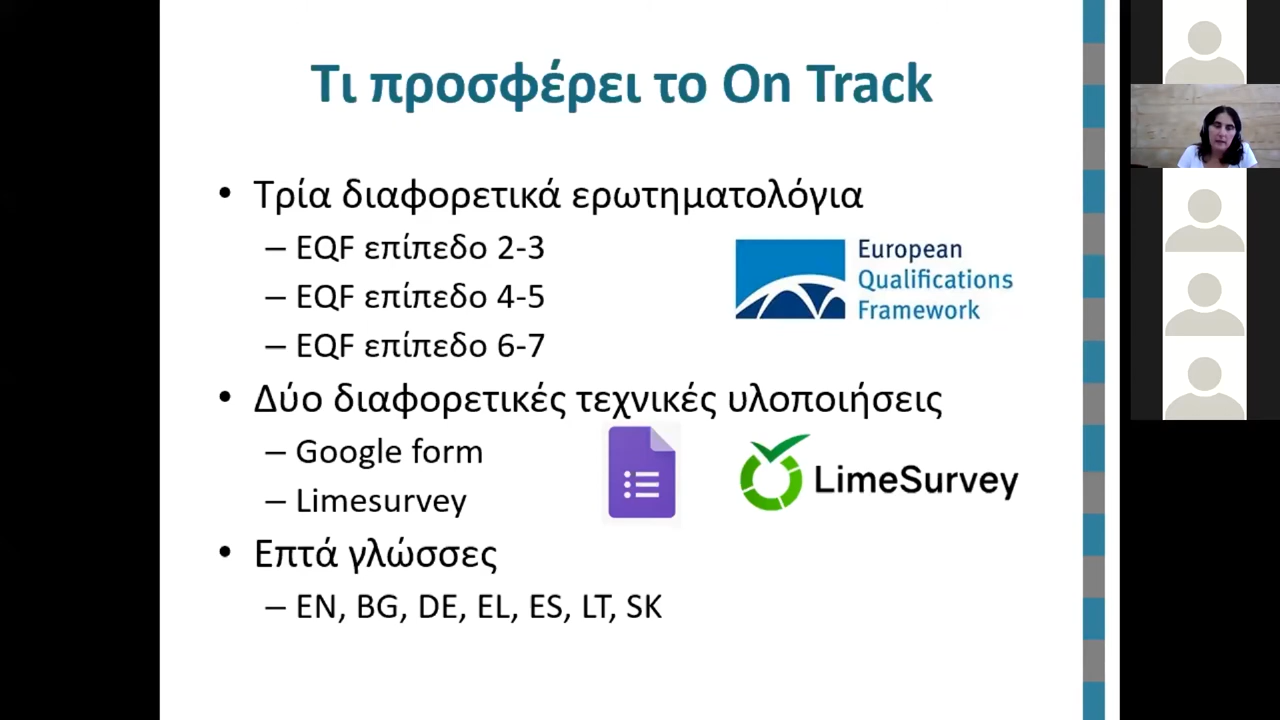 Τι προσφέρει το On Track
• Τρία διαφορετικά ερωτηματολόγια
– EQF επίπεδο 2-3
– EQF επίπεδο 4-5
– EQF επίπεδο 6-7
European
Qualifications
Framework
• Δύο διαφορετικές τεχνικές υλοποιήσεις
– Google form
– Limesurvey
LimeSurvey
• Επτά γλώσσες
– EN, BG, DE, EL, ES, LT, SK